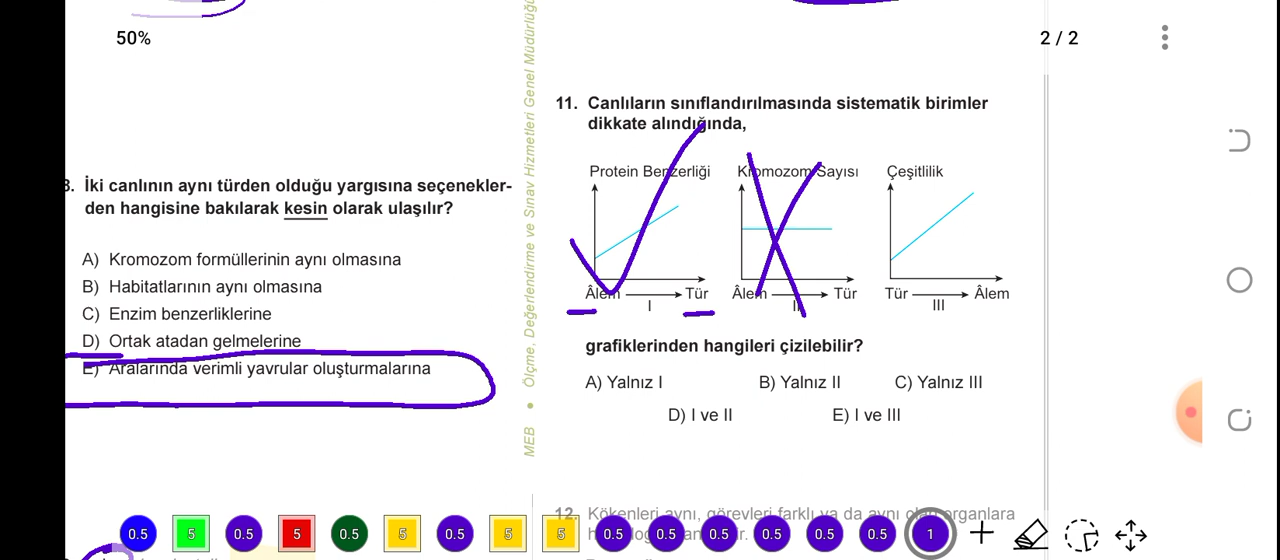 50%
2 / 2
MEB ● Ölçme, Değerlendirme ve Sınav Hizmetleri Genel Müdürlüğü
3. İki canlının aynı türden olduğu yargısına seçenekler-
den hangisine bakılarak kesin olarak ulaşılır?
A) Kromozom formüllerinin aynı olmasına
B) Habitatlarının aynı olmasına
C) Enzim benzerliklerine
D) Ortak atadan gelmelerine
E) Aralarında verimli yavrular oluşturmalarına
11. Canlıların sınıflandırılmasında sistematik birimler
dikkate alındığında,
Protein Benzerliği
Âlem Tür
I
Kromozom Sayısı
Âlem Tür
II
Çeşitlilik
Tür Âlem
III
grafiklerinden hangileri çizilebilir?
A) Yalnız I B) Yalnız II C) Yalnız III
D) I ve II E) I ve III
12. Kökenleri aynı, görevleri farklı ya da aynı olan organlara
0.5 5 0.5 5 0.5 5 0.5 5 5 0.5 0.5 0.5 0.5 0.5 0.5 1